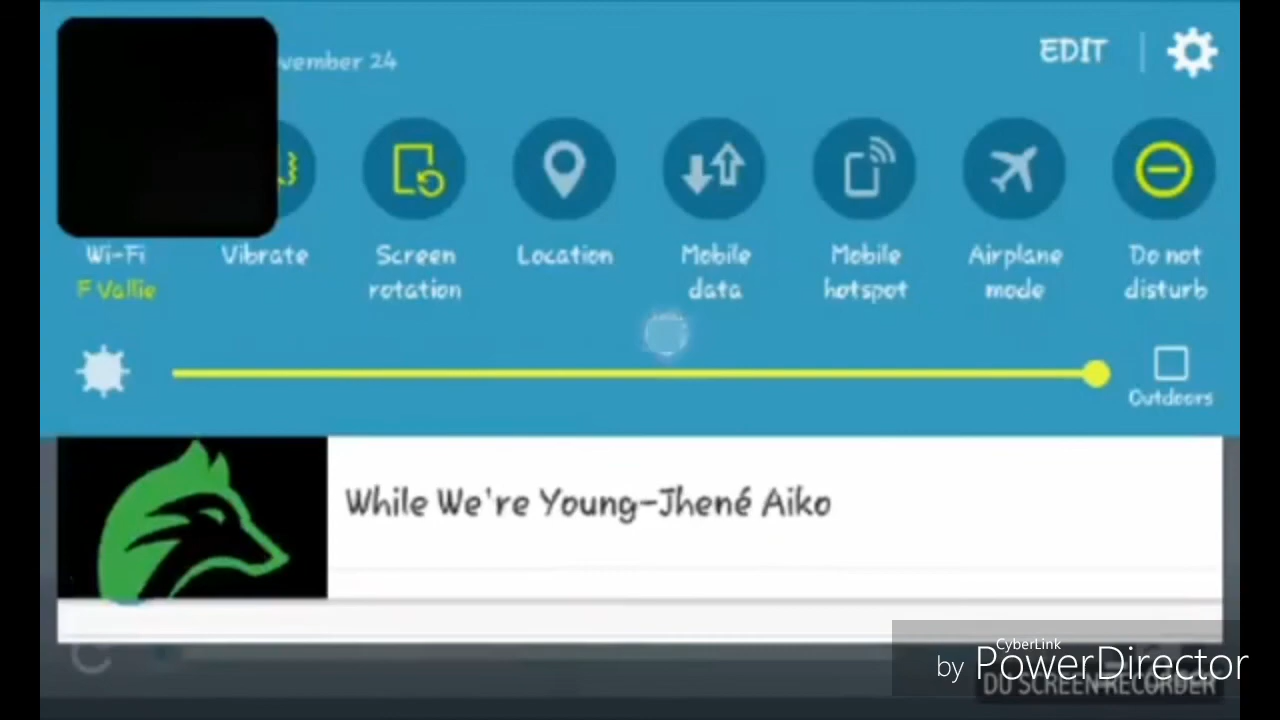 vember 24
EDIT
Wi-Fi
Vibrate
Screen
rotation
Location
Mobile
data
Mobile
hotspot
Airplane
mode
Do not
disturb
F Vallie
Outdoors
While We're Young-Jhené Aiko
CyberLink
by PowerDirector
DU SCREEN RECORDER